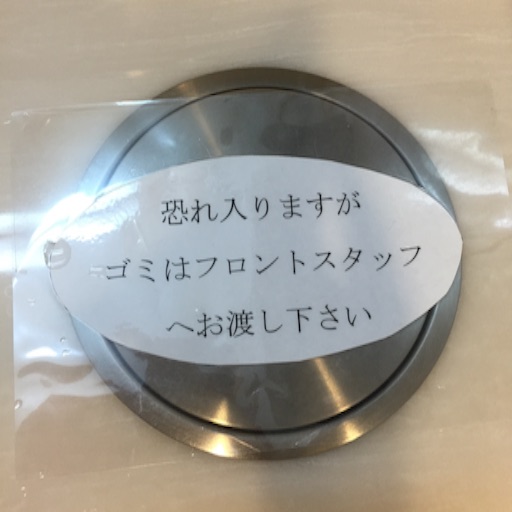 恐れ入りますが
ゴミはフロントスタッフ
へお渡し下さい